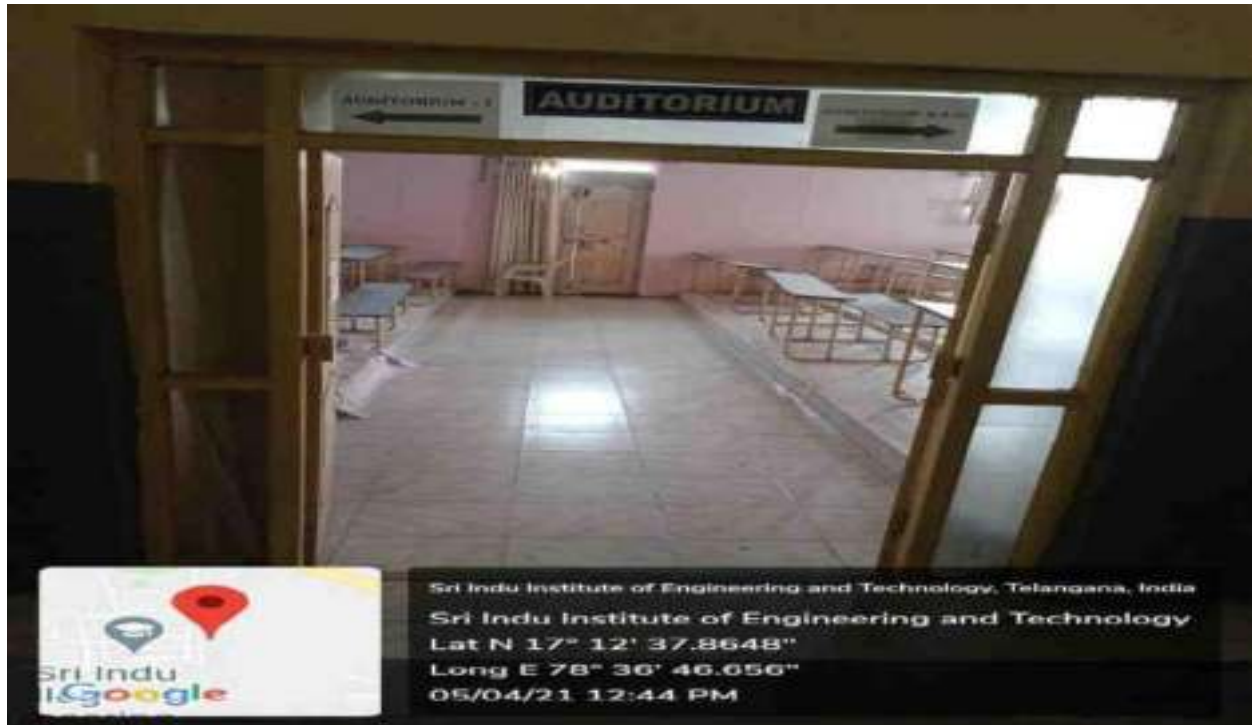 AUDITORIUM - I
AUDITORIUM
Sri Indu
Google
Sri Indu Institute of Engineering and Technology, Telangana, India
Sri Indu Institute of Engineering and Technology
Lat N 17° 12' 37.8648"
Long E 78° 36' 46.656"
05/04/21 12:44 PM